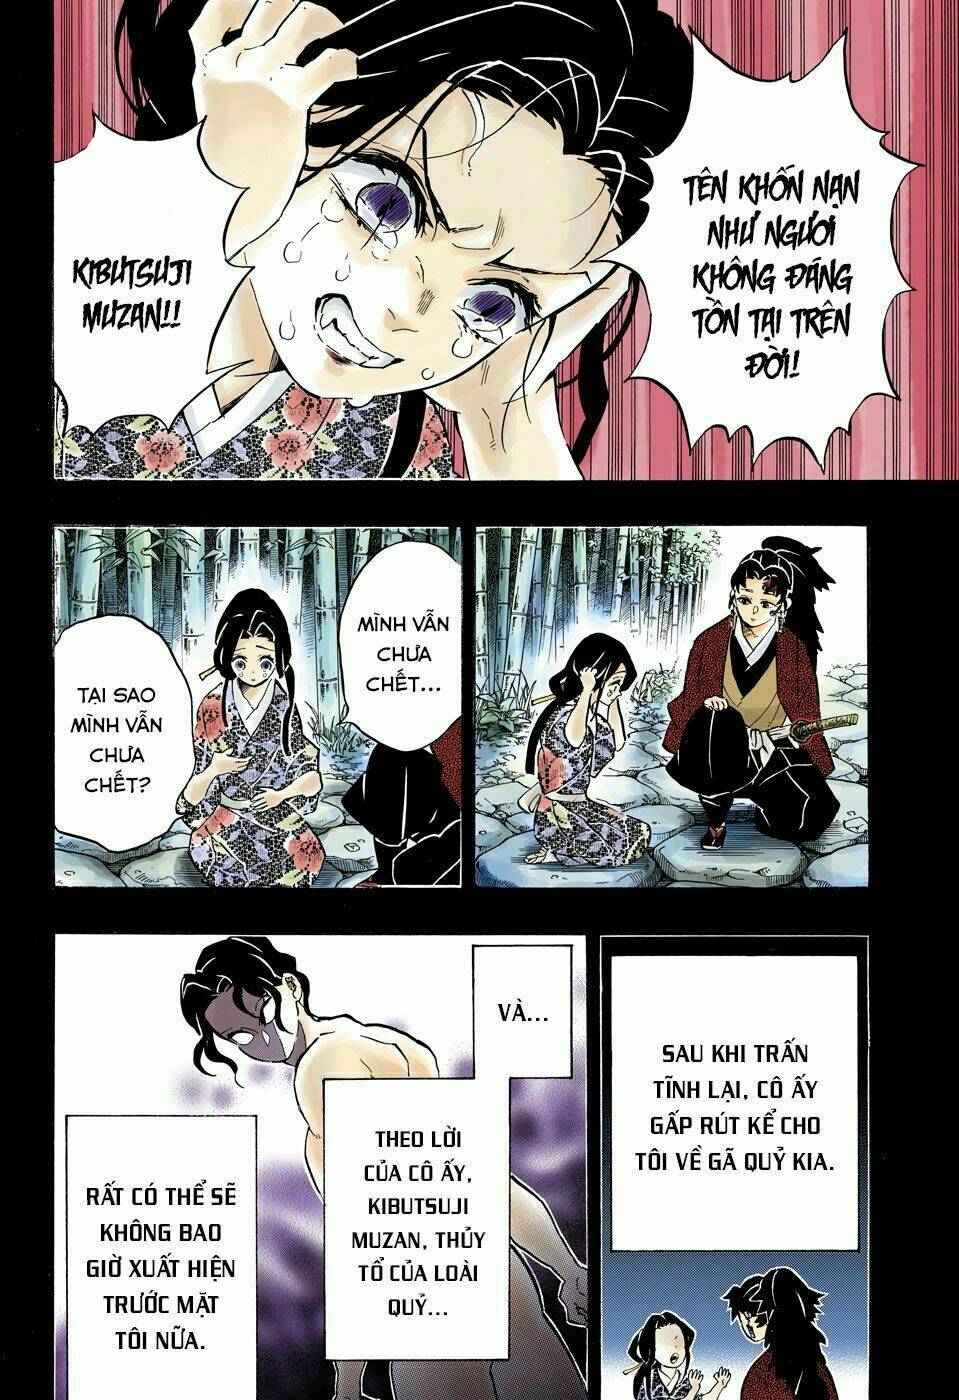 TÊN KHỐN NẠN
NHƯ NGƯƠI
KHÔNG ĐÁNG
TỒN TẠI TRÊN
ĐỜI!
KIBUTSUJI
MUZAN!!
MÌNH VẪN
CHƯA
CHẾT...
TẠI SAO
MÌNH VẪN
CHƯA
CHẾT?
SAU KHI TRẤN
TĨNH LẠI, CÔ ẤY
GẤP RÚT KỂ CHO
TÔI VỀ GÃ QUỶ KIA.
VÀ...
THEO LỜI
CỦA CÔ ẤY,
KIBUTSUJI
MUZAN, THỦY
TỔ CỦA LOÀI
QUỶ...
RẤT CÓ THỂ SẼ
KHÔNG BAO
GIỜ XUẤT HIỆN
TRƯỚC MẶT
TÔI NỮA.